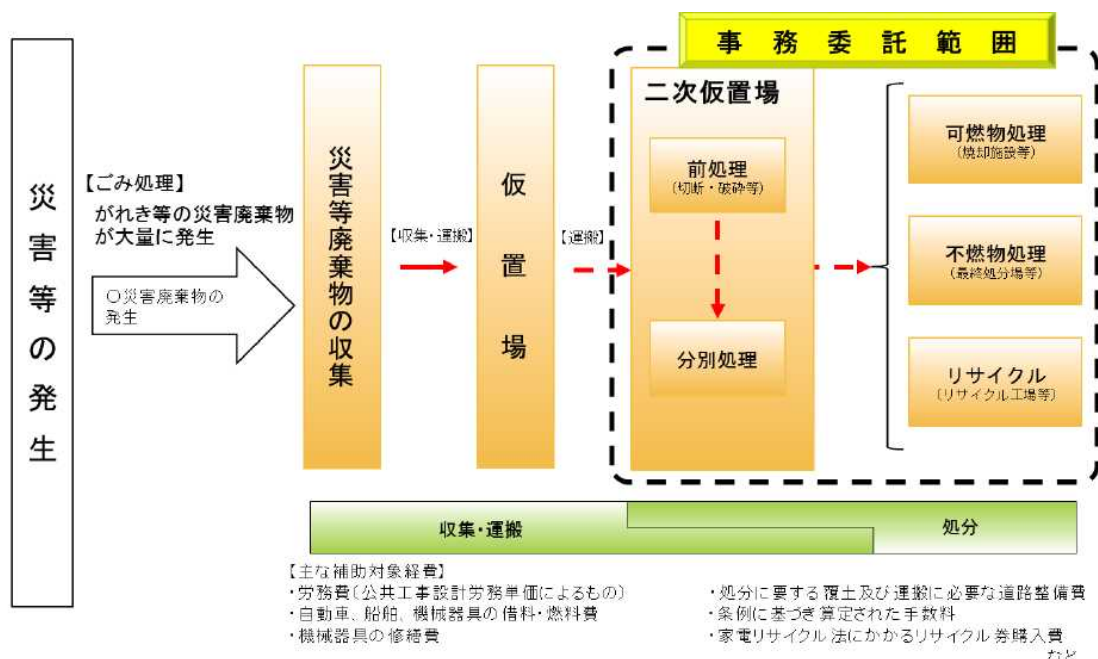 事務委託範囲
災害等の発生
【ごみ処理】
がれき等の災害廃棄物
が大量に発生
○災害廃棄物の
発生
災害等廃棄物の収集
【収集・運搬】
仮置場
【運搬】
二次仮置場
前処理
(切断・破砕等)
分別処理
可燃物処理
(焼却施設等)
不燃物処理
(最終処分場等)
リサイクル
(リサイクル工場等)
収集・運搬
処分
【主な補助対象経費】
・労務費(公共工事設計労務単価によるもの)
・自動車、船舶、機械器具の借料・燃料費
・機械器具の修繕費
・処分に要する覆土及び運搬に必要な道路整備費
・条例に基づき算定された手数料
・家電リサイクル法にかかるリサイクル券購入費
など